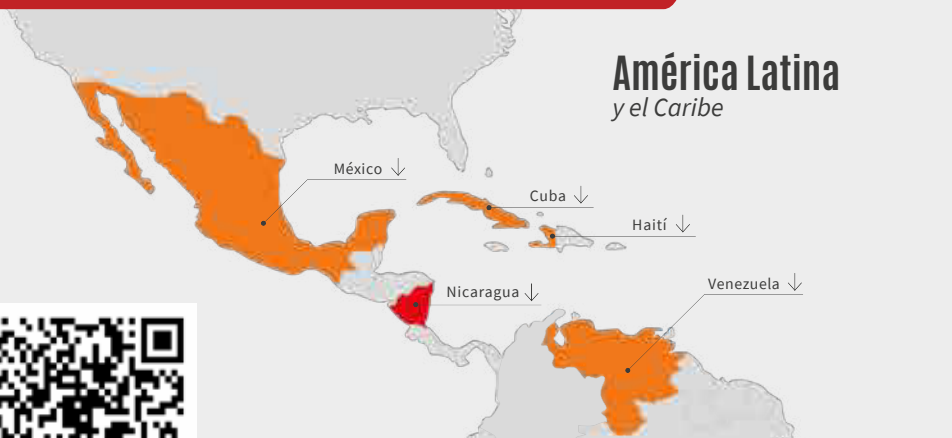 América Latina
y el Caribe
México ↓
Cuba ↓
Haití ↓
Nicaragua ↓
Venezuela ↓